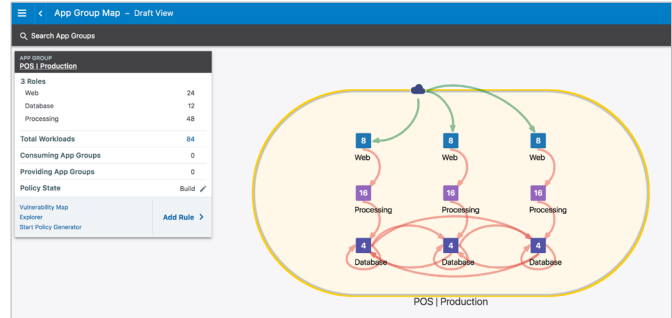 App Group Map – Draft View
Search App Groups
APP GROUP
POS | Production
3 Roles
Web 24
Database 12
Processing 48
Total Workloads 84
Consuming App Groups 0
Providing App Groups 0
Policy State Build
Vulnerability Map
Explorer
Start Policy Generator
Add Rule
8 8 8
Web Web Web
16 16 16
Processing Processing Processing
4 4 4
Database Database Database
POS | Production